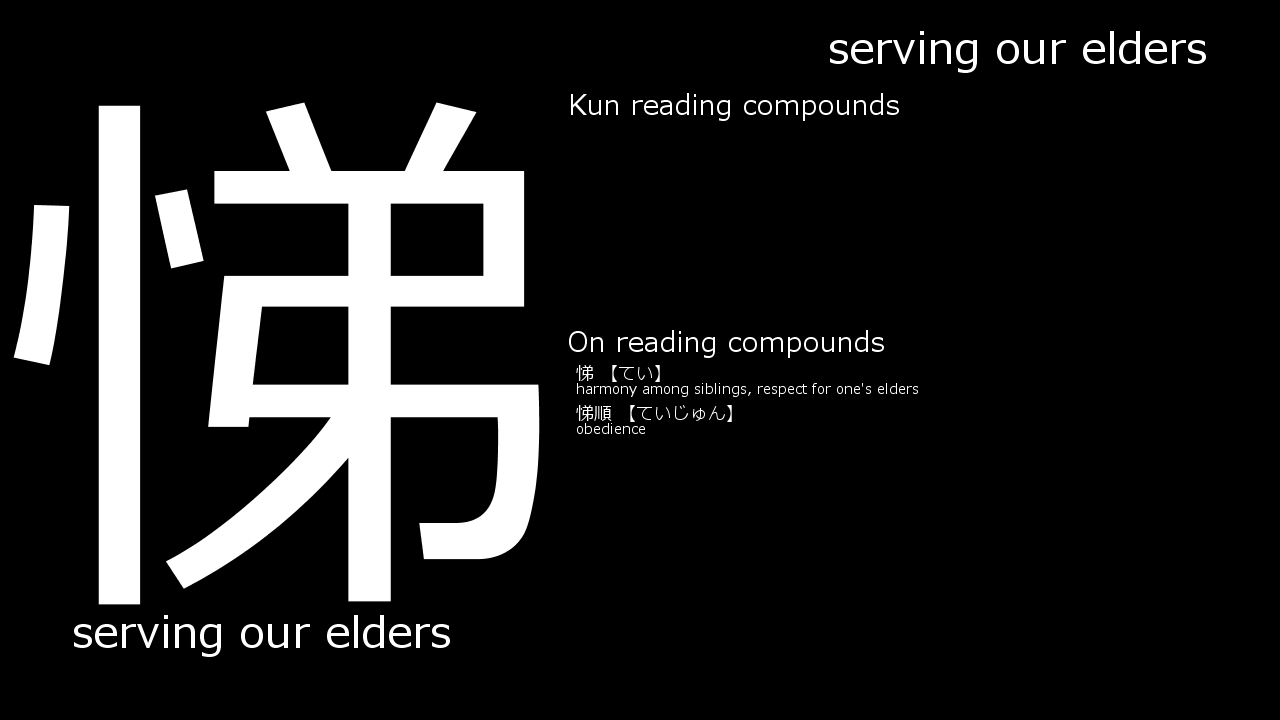 serving our elders
悌
serving our elders
Kun reading compounds
On reading compounds
悌 【てい】
harmony among siblings, respect for one's elders
悌順 【ていじゅん】
obedience